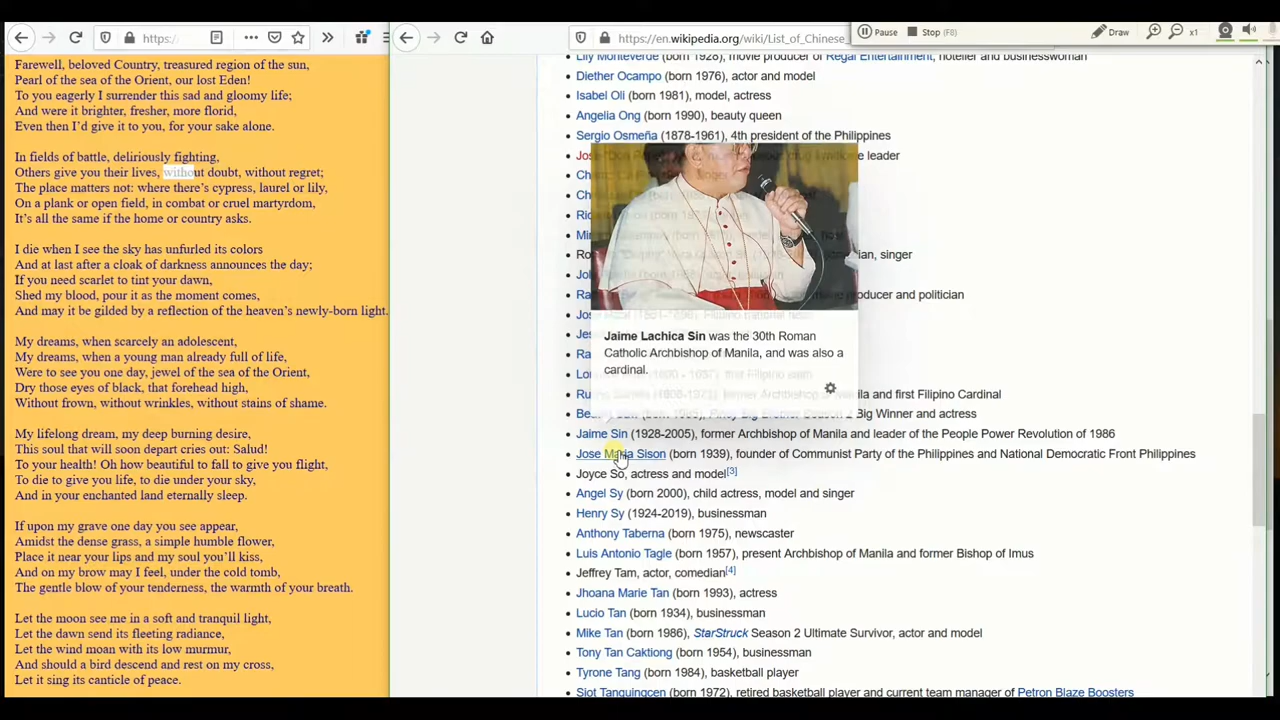 https://
https://en.wikipedia.org/wiki/List_of_Chinese_
Pause
Stop (F8)
Draw
x1
Farewell, beloved Country, treasured region of the sun,
Pearl of the sea of the Orient, our lost Eden!
To you eagerly I surrender this sad and gloomy life;
And were it brighter, fresher, more florid,
Even then I’d give it to you, for your sake alone.
In fields of battle, deliriously fighting,
Others give you their lives, without doubt, without regret;
The place matters not: where there’s cypress, laurel or lily,
On a plank or open field, in combat or cruel martyrdom,
It’s all the same if the home or country asks.
I die when I see the sky has unfurled its colors
And at last after a cloak of darkness announces the day;
If you need scarlet to tint your dawn,
Shed my blood, pour it as the moment comes,
And may it be gilded by a reflection of the heaven’s newly-born light.
My dreams, when scarcely an adolescent,
My dreams, when a young man already full of life,
Were to see you one day, jewel of the sea of the Orient,
Dry those eyes of black, that forehead high,
Without frown, without wrinkles, without stains of shame.
My lifelong dream, my deep burning desire,
This soul that will soon depart cries out: Salud!
To your health! Oh how beautiful to fall to give you flight,
To die to give you life, to die under your sky,
And in your enchanted land eternally sleep.
If upon my grave one day you see appear,
Amidst the dense grass, a simple humble flower,
Place it near your lips and my soul you’ll kiss,
And on my brow may I feel, under the cold tomb,
The gentle blow of your tenderness, the warmth of your breath.
Let the moon see me in a soft and tranquil light,
Let the dawn send its fleeting radiance,
Let the wind moan with its low murmur,
And should a bird descend and rest on my cross,
Let it sing its canticle of peace.
Lily Monteverde (born 1928), movie producer of Regal Entertainment, hotelier and businesswoman
Diether Ocampo (born 1976), actor and model
Isabel Oli (born 1981), model, actress
Angelia Ong (born 1990), beauty queen
Sergio Osmeña (1878-1961), 4th president of the Philippines
leader
singer
producer and politician
Jaime Lachica Sin was the 30th Roman
Catholic Archbishop of Manila, and was also a
cardinal.
and first Filipino Cardinal
Big Winner and actress
Jaime Sin (1928-2005), former Archbishop of Manila and leader of the People Power Revolution of 1986
Jose Maria Sison (born 1939), founder of Communist Party of the Philippines and National Democratic Front Philippines
Joyce So, actress and model[3]
Angel Sy (born 2000), child actress, model and singer
Henry Sy (1924-2019), businessman
Anthony Taberna (born 1975), newscaster
Luis Antonio Tagle (born 1957), present Archbishop of Manila and former Bishop of Imus
Jeffrey Tam, actor, comedian[4]
Jhoana Marie Tan (born 1993), actress
Lucio Tan (born 1934), businessman
Mike Tan (born 1986), StarStruck Season 2 Ultimate Survivor, actor and model
Tony Tan Caktiong (born 1954), businessman
Tyrone Tang (born 1984), basketball player
Siot Tanquingcen (born 1972), retired basketball player and current team manager of Petron Blaze Boosters